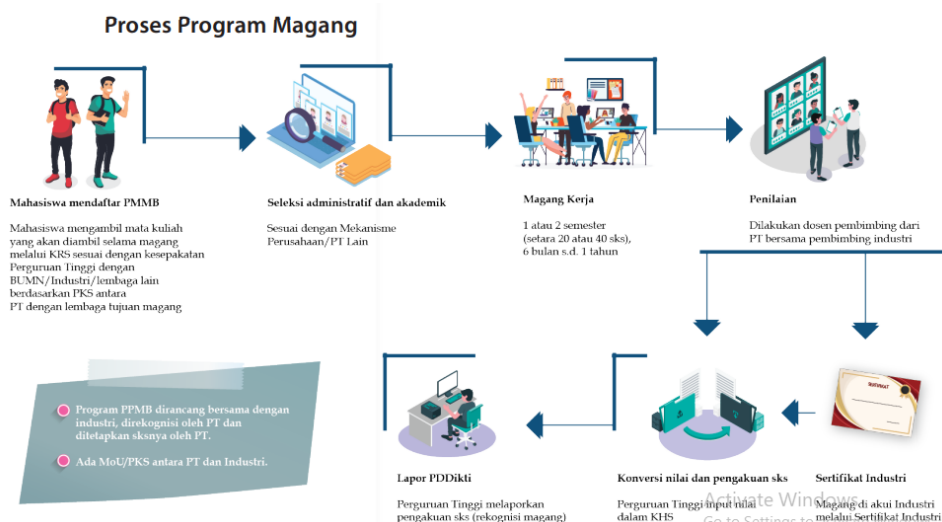 Proses Program Magang
Mahasiswa mendaftar PMMB
Mahasiswa mengambil mata kuliah
yang akan diambil selama magang
melalui KRS sesuai dengan kesepakatan
Perguruan Tinggi dengan
BUMN/Industri/lembaga lain
berdasarkan PKS antara
PT dengan lembaga tujuan magang
Seleksi administratif dan akademik
Sesuai dengan Mekanisme
Perusahaan/PT Lain
Magang Kerja
1 atau 2 semester
(setara 20 atau 40 sks),
6 bulan s.d. 1 tahun
Penilaian
Dilakukan dosen pembimbing dari
PT bersama pembimbing industri
Program PPMB dirancang bersama dengan
industri, direkognisi oleh PT dan
ditetapkan sksnya oleh PT.
Ada MoU/PKS antara PT dan Industri.
Lapor PDDikti
Perguruan Tinggi melaporkan
pengakuan sks (rekognisi magang)
Konversi nilai dan pengakuan sks
Perguruan Tinggi input nilai
dalam KHS
SERTIFIKAT
Sertifikat Industri
Magang di akui Industri
melalui Sertifikat Industri
Activate Windows
Go to Settings to